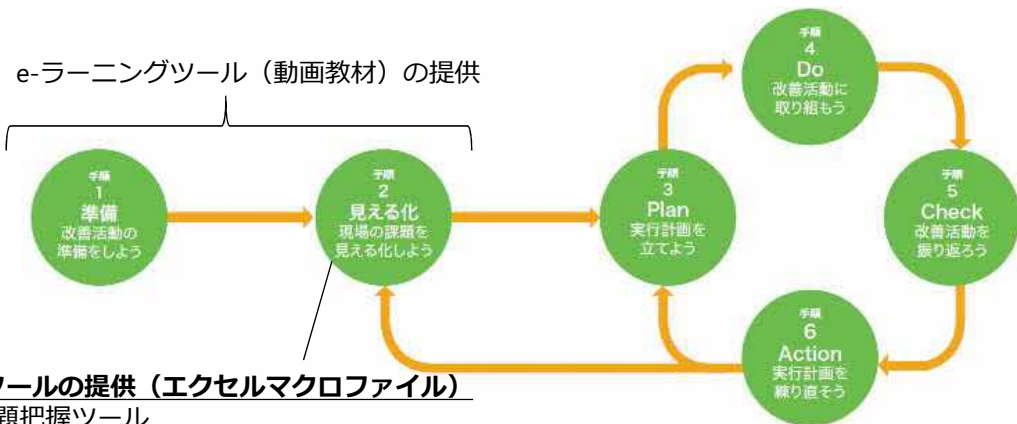 e-ラーニングツール（動画教材）の提供
手順
1
準備
改善活動の
準備をしよう
手順
2
見える化
現場の課題を
見える化しよう
手順
3
Plan
実行計画を
立てよう
手順
4
Do
改善活動に
取り組もう
手順
5
Check
改善活動を
振り返ろう
手順
6
Action
実行計画を
練り直そう
ツールの提供（エクセルマクロファイル）
題把握ツール